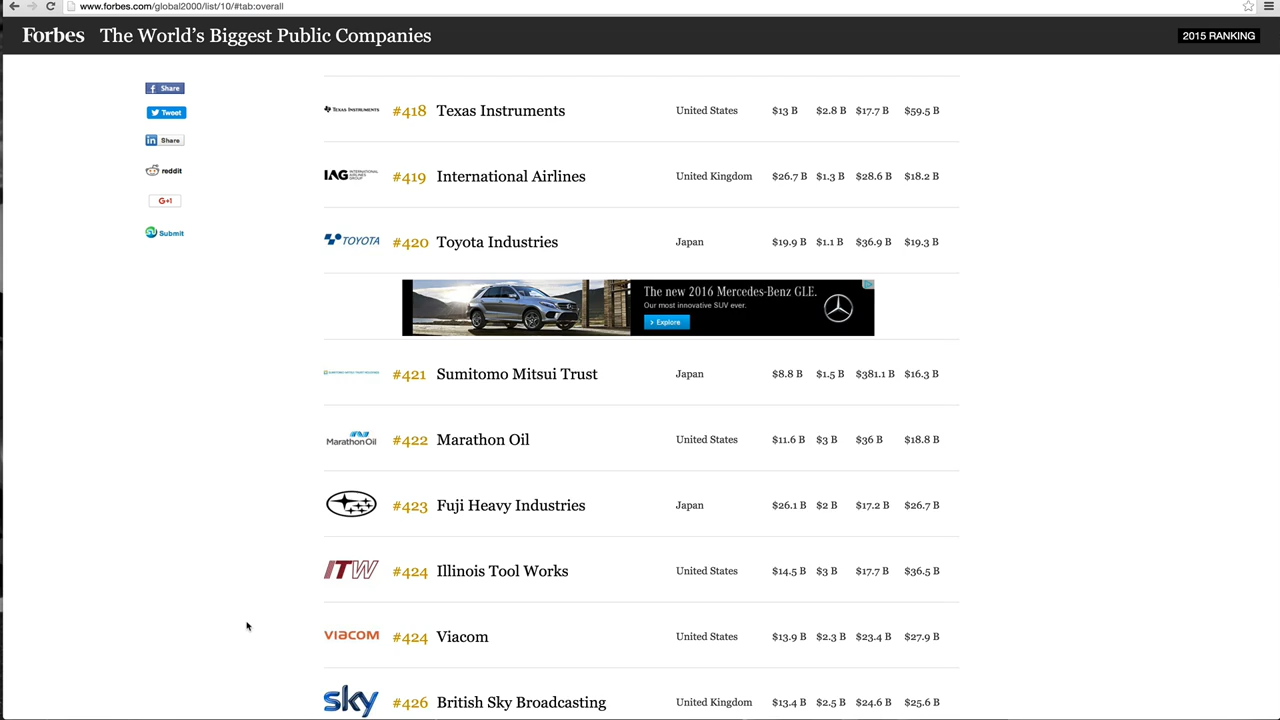 www.forbes.com/global2000/list/10/#tab:overall
Forbes The World's Biggest Public Companies 2015 RANKING
f Share
Tweet
in Share
reddit
G+1
Submit
TEXAS INSTRUMENTS #418 Texas Instruments United States $13 B $2.8 B $17.7 B $59.5 B
IAG INTERNATIONAL AIRLINES GROUP #419 International Airlines United Kingdom $26.7 B $1.3 B $28.6 B $18.2 B
TOYOTA #420 Toyota Industries Japan $19.9 B $1.1 B $36.9 B $19.3 B
The new 2016 Mercedes-Benz GLE.
Our most innovative SUV ever.
› Explore
#421 Sumitomo Mitsui Trust Japan $8.8 B $1.5 B $381.1 B $16.3 B
MarathonOil #422 Marathon Oil United States $11.6 B $3 B $36 B $18.8 B
#423 Fuji Heavy Industries Japan $26.1 B $2 B $17.2 B $26.7 B
ITW #424 Illinois Tool Works United States $14.5 B $3 B $17.7 B $36.5 B
VIACOM #424 Viacom United States $13.9 B $2.3 B $23.4 B $27.9 B
sky #426 British Sky Broadcasting United Kingdom $13.4 B $2.5 B $24.6 B $25.6 B